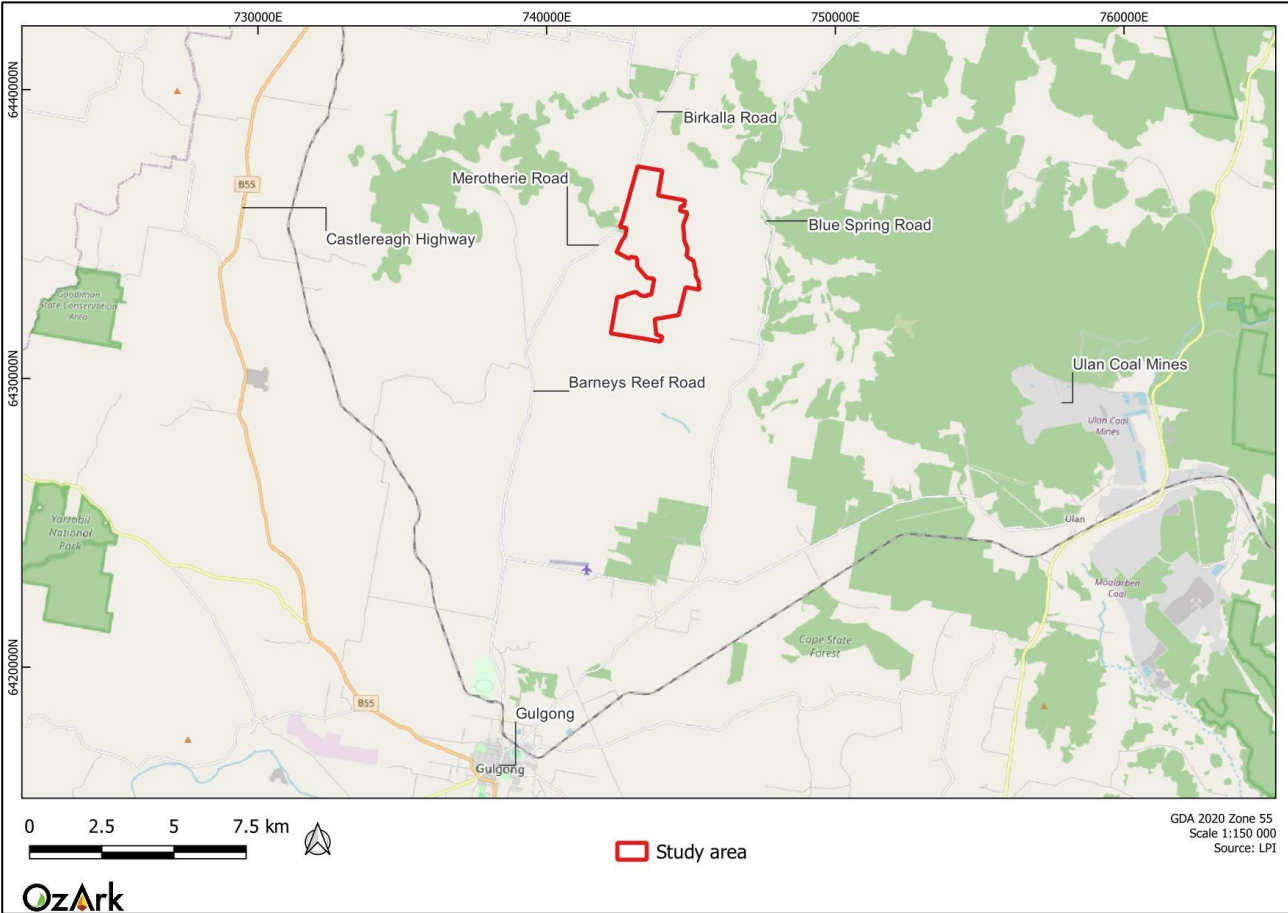 730000E
740000E
750000E
760000E
6440000N
6430000N
6420000N
Birkalla Road
Merotherie Road
B55
Castlereagh Highway
Blue Spring Road
Goodiman
State Conservation
Area
Barneys Reef Road
Ulan Coal Mines
Ulan Coal
Mines
Yarrobil
National
Park
Ulan
Moolarben
Coal
Cope State
Forest
B55
Gulgong
Gulgong
0 2.5 5 7.5 km
Study area
GDA 2020 Zone 55
Scale 1:150 000
Source: LPI
OzArk